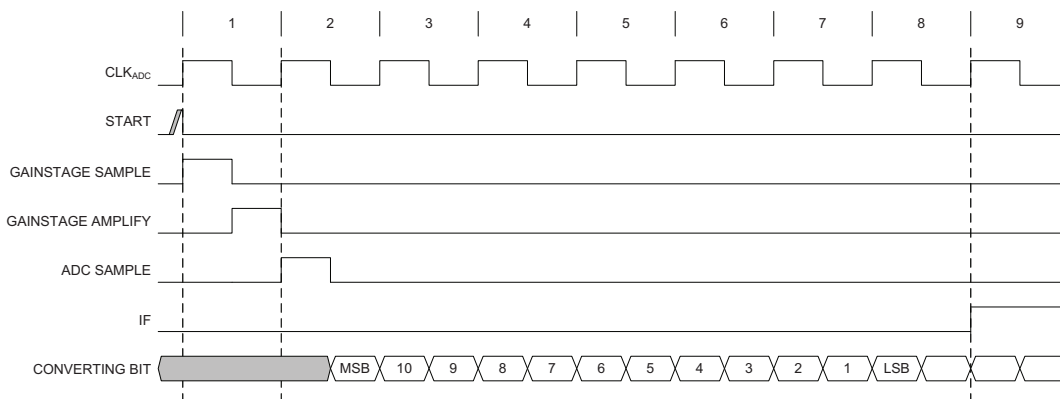 1 2 3 4 5 6 7 8 9
CLKADC
START
GAINSTAGE SAMPLE
GAINSTAGE AMPLIFY
ADC SAMPLE
IF
CONVERTING BIT MSB 10 9 8 7 6 5 4 3 2 1 LSB